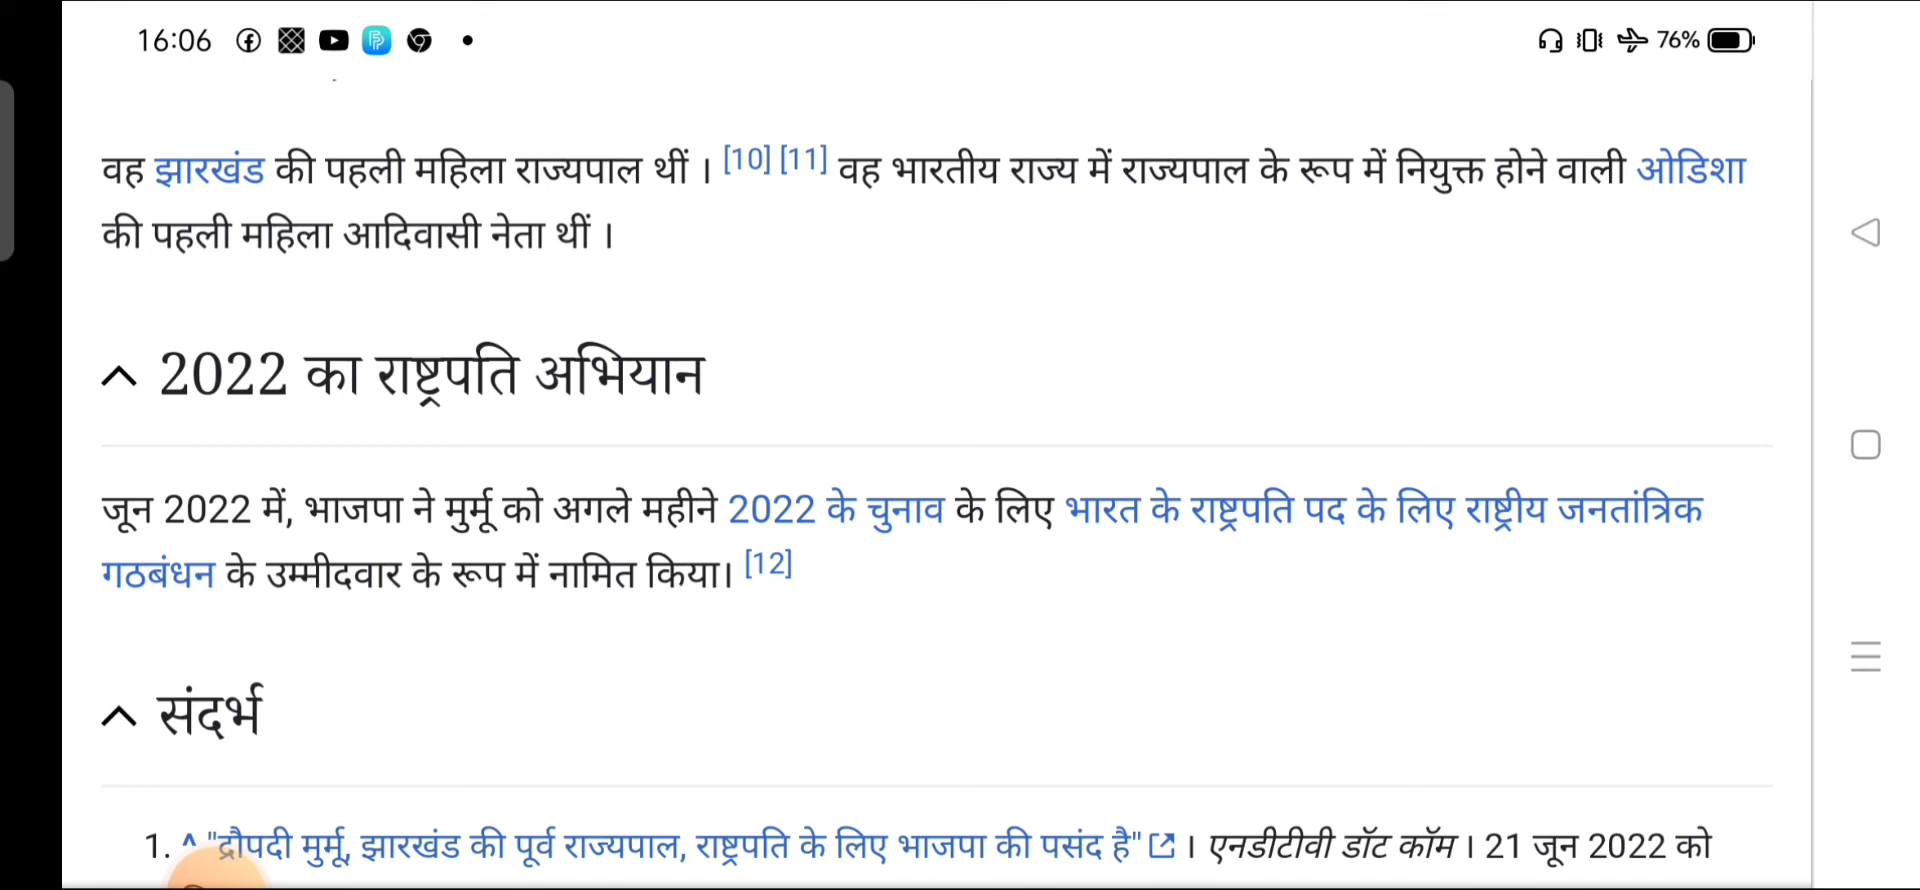 16:06
76%
वह झारखंड की पहली महिला राज्यपाल थीं । [10] [11] वह भारतीय राज्य में राज्यपाल के रूप में नियुक्त होने वाली ओडिशा
की पहली महिला आदिवासी नेता थीं ।
2022 का राष्ट्रपति अभियान
जून 2022 में, भाजपा ने मुर्मू को अगले महीने 2022 के चुनाव के लिए भारत के राष्ट्रपति पद के लिए राष्ट्रीय जनतांत्रिक
गठबंधन के उम्मीदवार के रूप में नामित किया। [12]
संदर्भ
1. ^ "द्रौपदी मुर्मू, झारखंड की पूर्व राज्यपाल, राष्ट्रपति के लिए भाजपा की पसंद है" । एनडीटीवी डॉट कॉम । 21 जून 2022 को